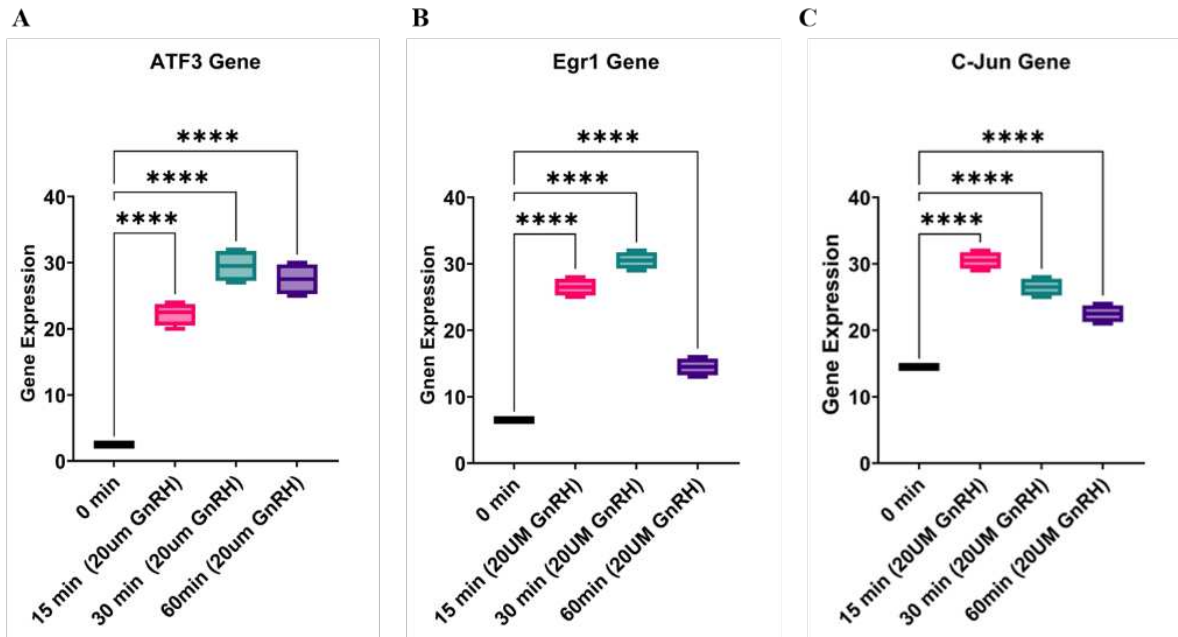 A
ATF3 Gene
****
****
****
Gene Expression
40
30
20
10
0
0 min
15 min (20um GnRH)
30 min (20um GnRH)
60min (20um GnRH)
B
Egr1 Gene
****
****
****
Gnen Expression
40
30
20
10
0
0 min
15 min (20UM GnRH)
30 min (20UM GnRH)
60min (20UM GnRH)
C
C-Jun Gene
****
****
****
Gene Expression
40
30
20
10
0
0 min
15 min (20UM GnRH)
30 min (20UM GnRH)
60min (20UM GnRH)